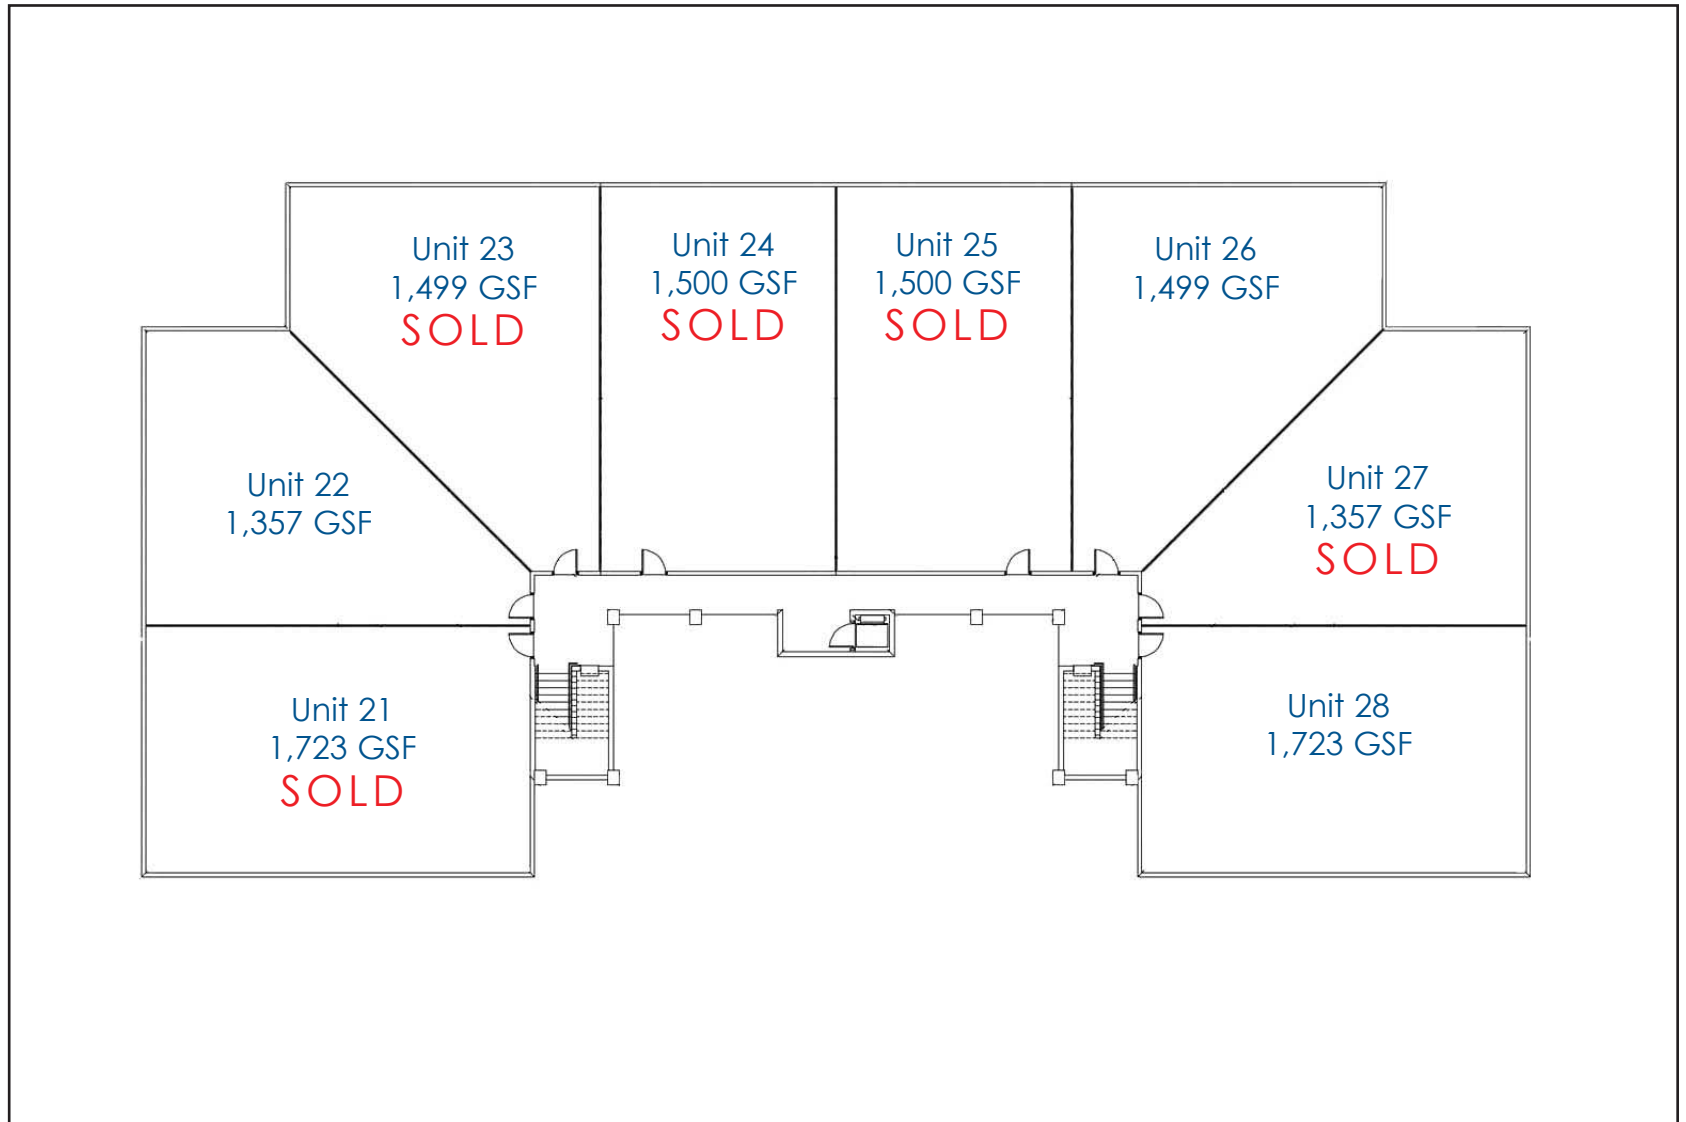 Unit 23
1,499 GSF
SOLD
Unit 24
1,500 GSF
SOLD
Unit 25
1,500 GSF
SOLD
Unit 26
1,499 GSF
Unit 22
1,357 GSF
Unit 27
1,357 GSF
SOLD
Unit 21
1,723 GSF
SOLD
Unit 28
1,723 GSF